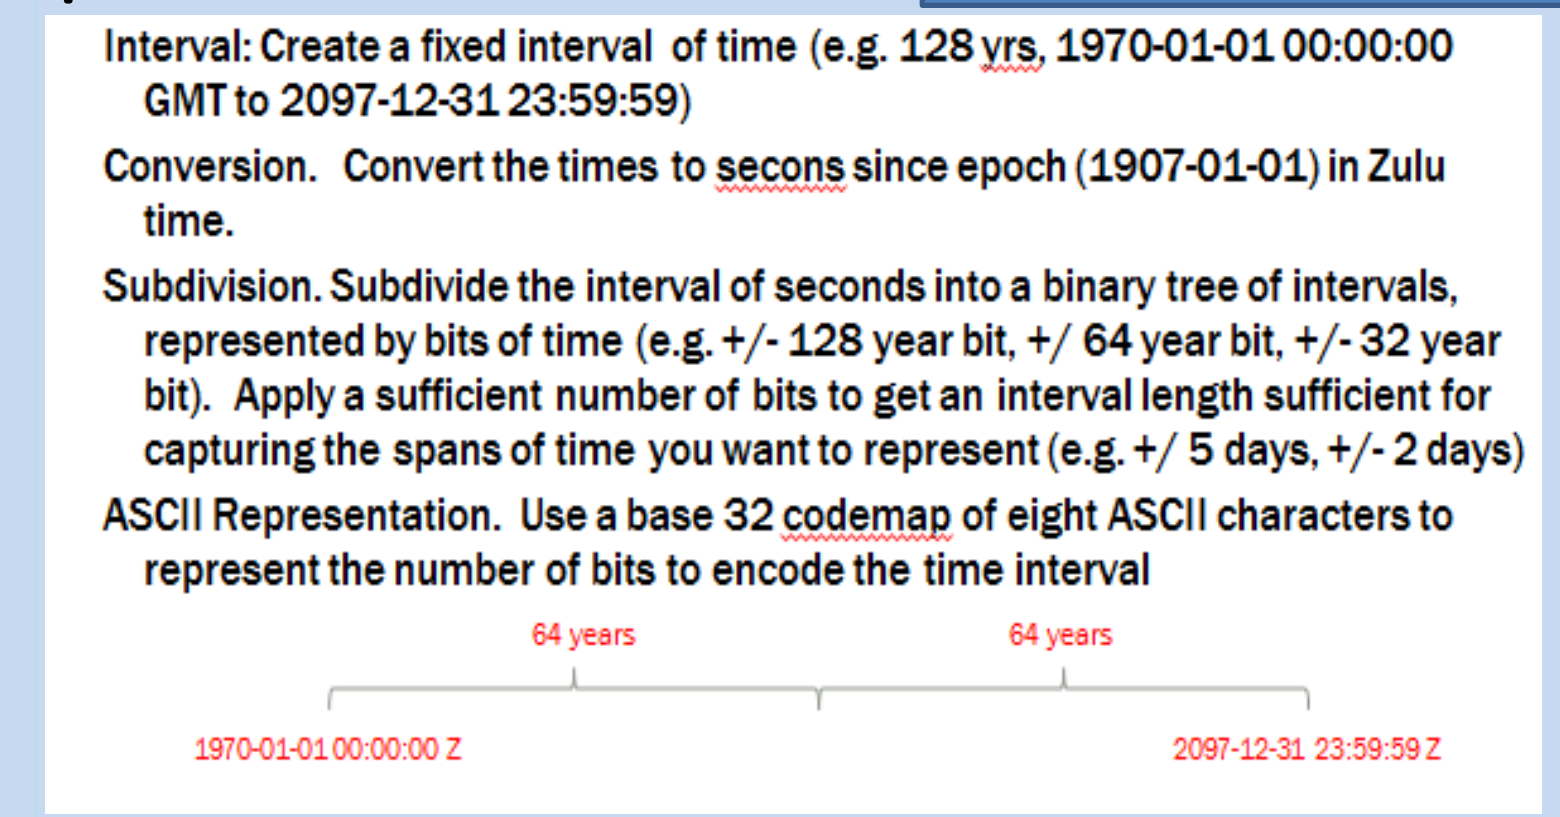 Interval: Create a fixed interval of time (e.g. 128 yrs, 1970-01-01 00:00:00
GMT to 2097-12-31 23:59:59)
Conversion. Convert the times to secons since epoch (1907-01-01) in Zulu
time.
Subdivision. Subdivide the interval of seconds into a binary tree of intervals,
represented by bits of time (e.g. +/- 128 year bit, +/ 64 year bit, +/- 32 year
bit). Apply a sufficient number of bits to get an interval length sufficient for
capturing the spans of time you want to represent (e.g. +/ 5 days, +/- 2 days)
ASCII Representation. Use a base 32 codemap of eight ASCII characters to
represent the number of bits to encode the time interval
64 years 64 years
1970-01-01 00:00:00 Z 2097-12-31 23:59:59 Z